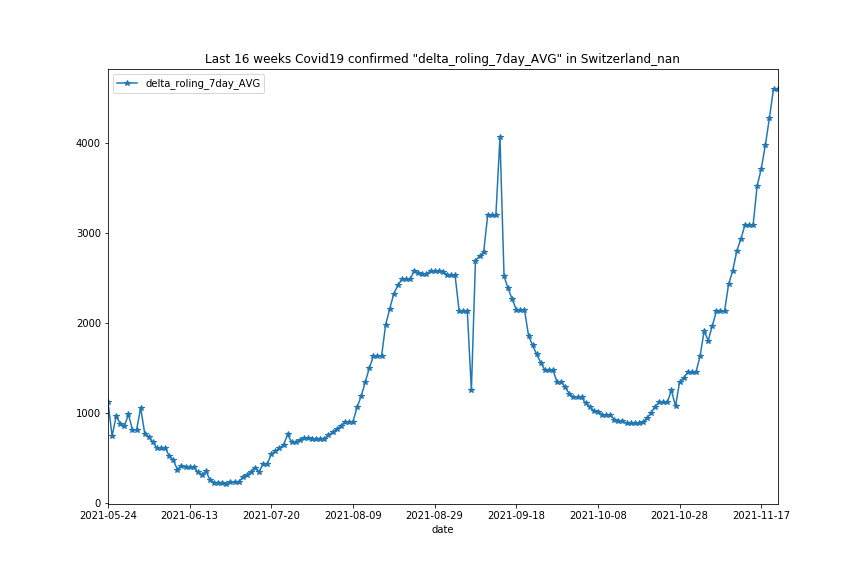 Last 16 weeks Covid19 confirmed "delta_roling_7day_AVG" in Switzerland_nan
delta_roling_7day_AVG
4000
3000
2000
1000
0
2021-05-24 2021-06-13 2021-07-20 2021-08-09 2021-08-29 2021-09-18 2021-10-08 2021-10-28 2021-11-17
date